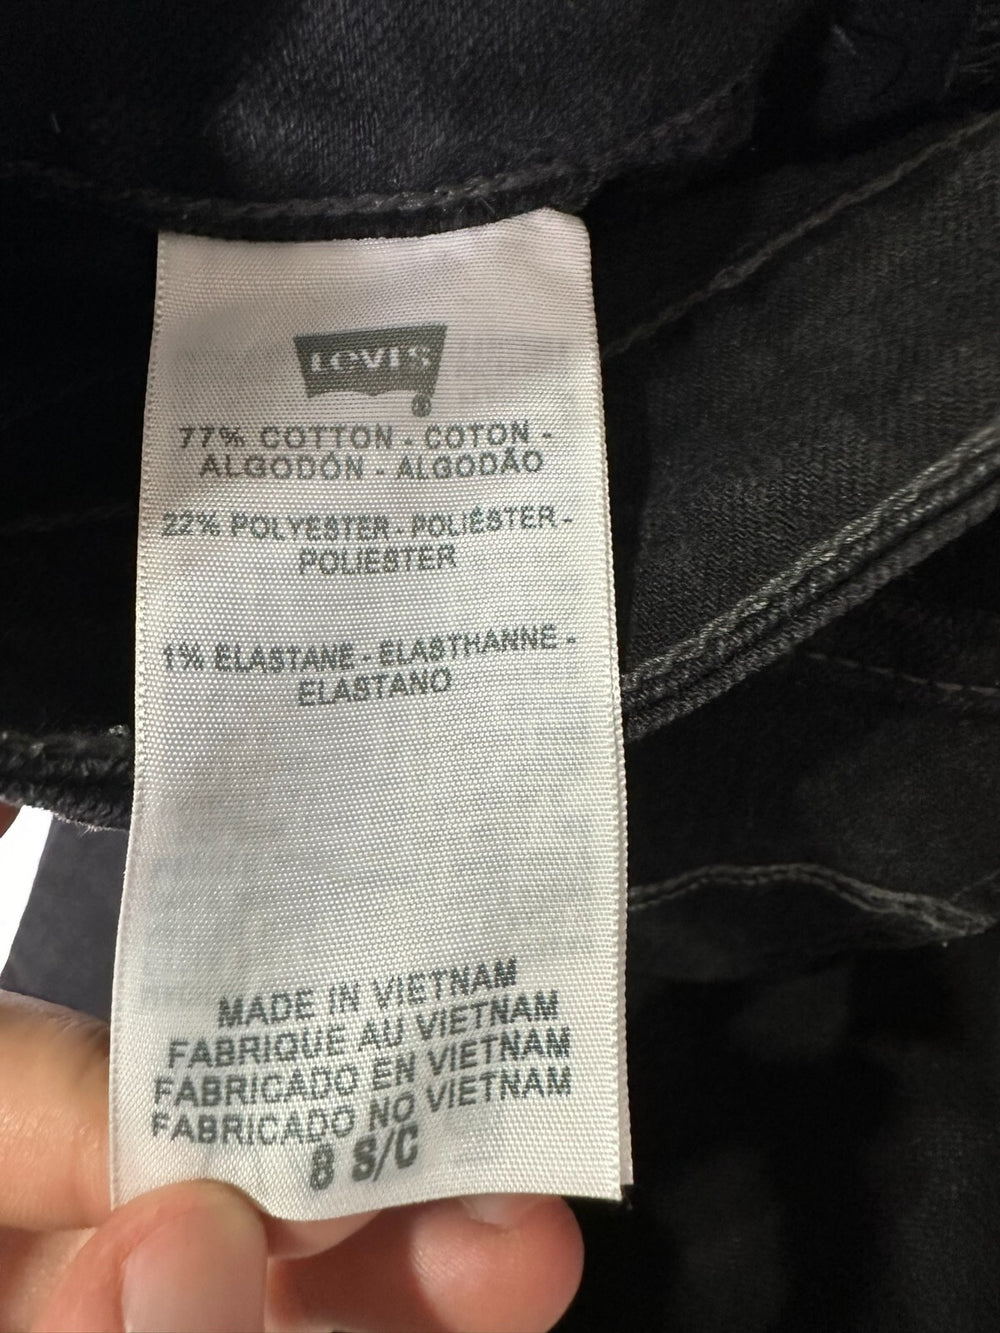 LEVI'S
®
77% COTTON - COTON -
ALGODÓN - ALGODÃO
22% POLYESTER - POLIÉSTER -
POLIESTER
1% ELASTANE - ÉLASTHANNE -
ELASTANO
MADE IN VIETNAM
FABRIQUE AU VIETNAM
FABRICADO EN VIETNAM
FABRICADO NO VIETNAM
8 S/C